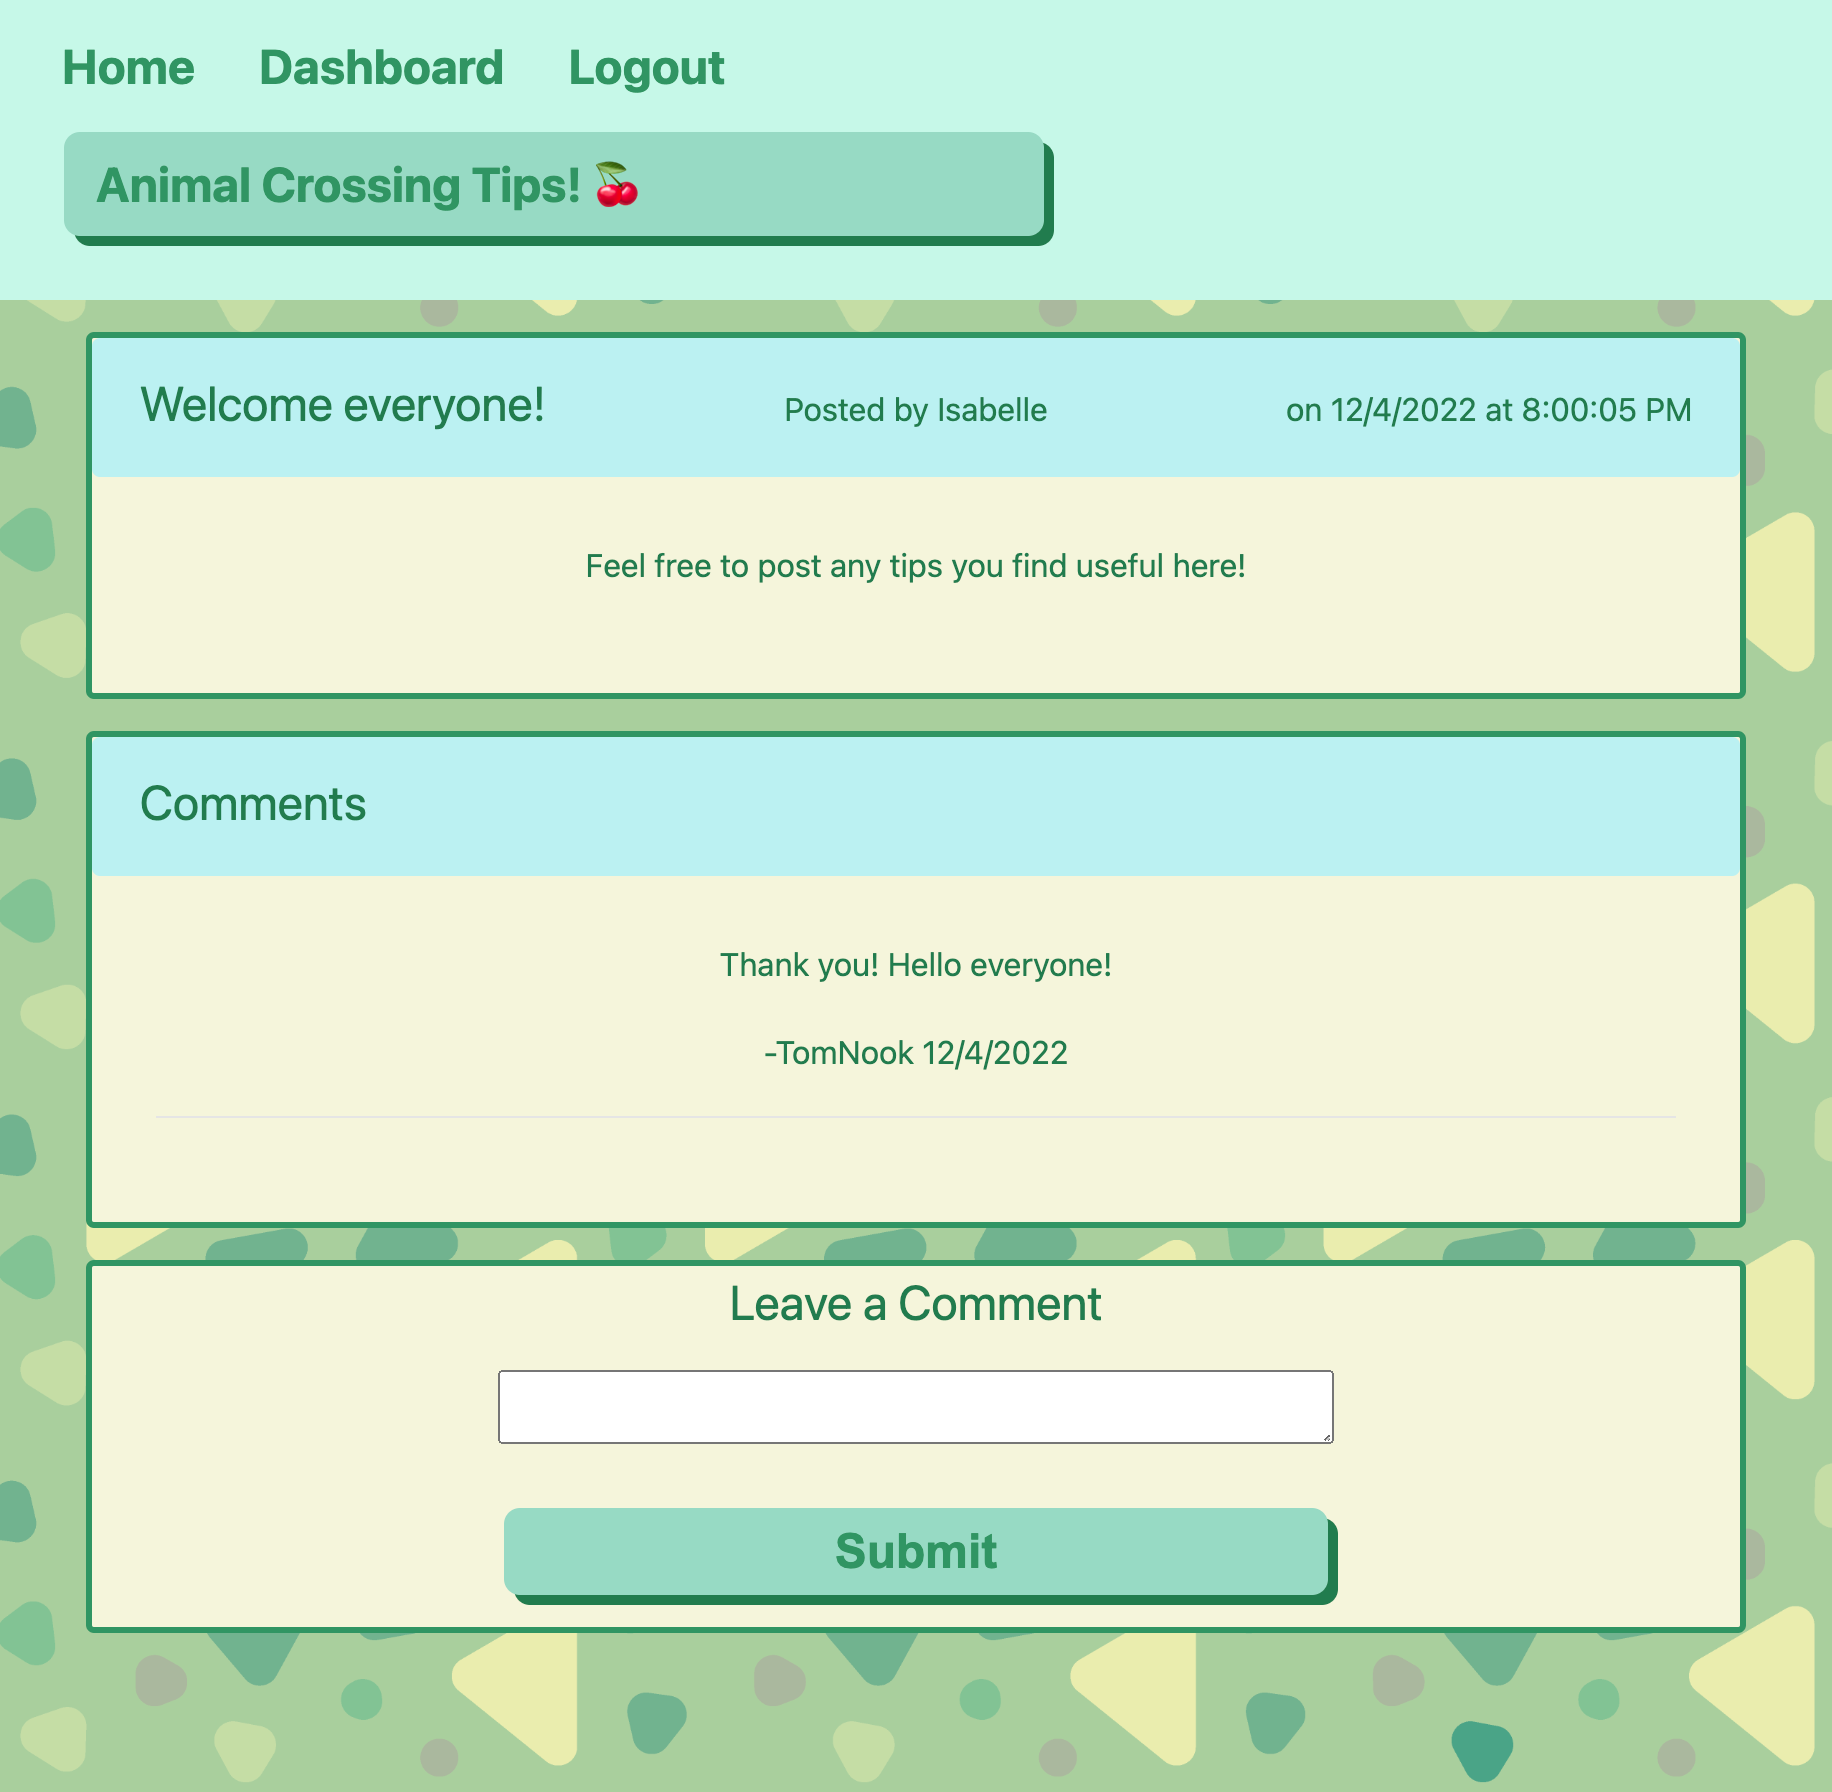 Home Dashboard Logout
Animal Crossing Tips! 🍒
Welcome everyone! Posted by Isabelle on 12/4/2022 at 8:00:05 PM
Feel free to post any tips you find useful here!
Comments
Thank you! Hello everyone!
-TomNook 12/4/2022
Leave a Comment
Submit